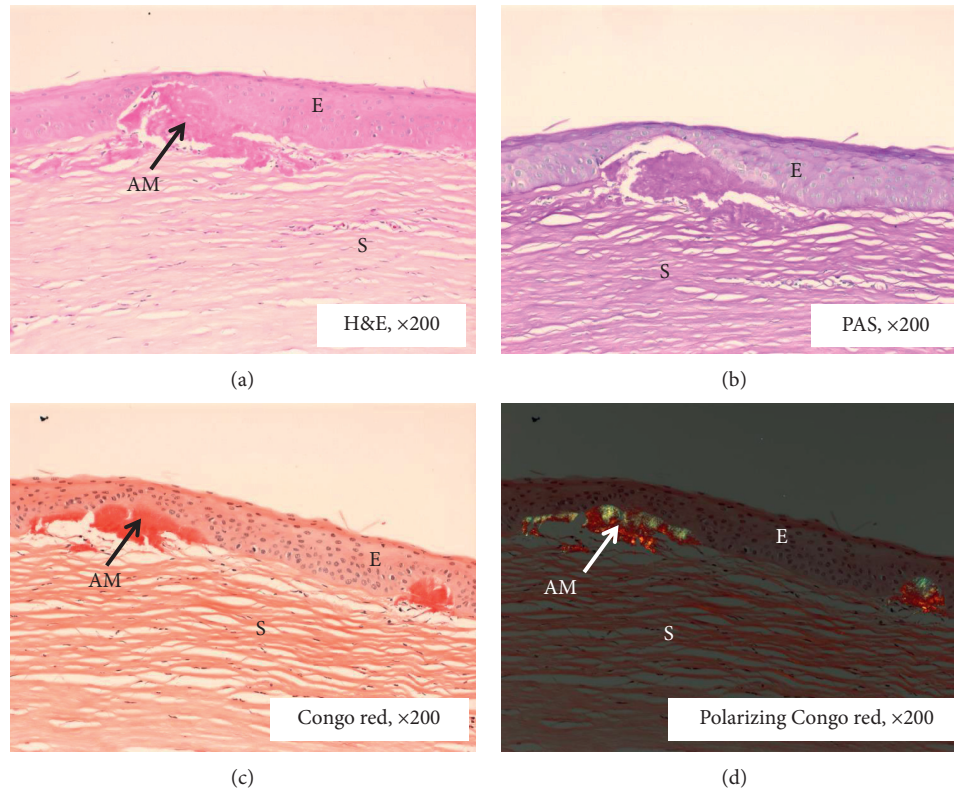 E
AM
S
H&E, ×200
(a)
E
S
PAS, ×200
(b)
AM
E
S
Congo red, ×200
(c)
AM
E
S
Polarizing Congo red, ×200
(d)